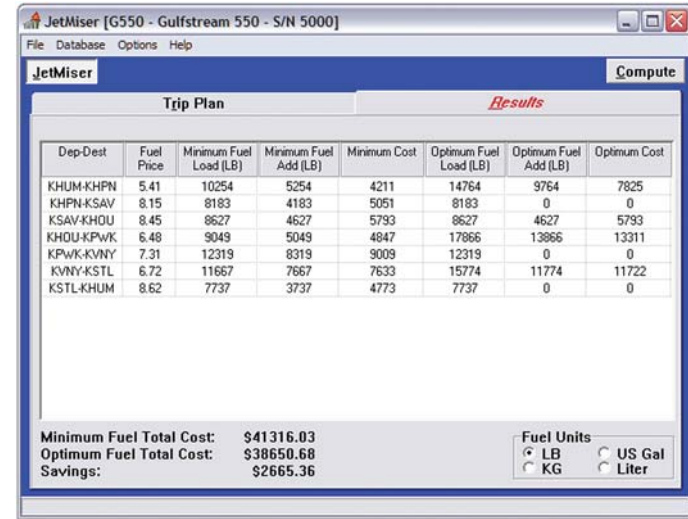 JetMiser [G550 - Gulfstream 550 - S/N 5000]
File Database Options Help
JetMiser Compute
Trip Plan Results
Dep-Dest Fuel Price Minimum Fuel Load (LB) Minimum Fuel Add (LB) Minimum Cost Optimum Fuel Load (LB) Optimum Fuel Add (LB) Optimum Cost
KHUM-KHPN 5.41 10254 5254 4211 14764 9764 7825
KHPN-KSAV 8.15 8183 4183 5051 8183 0 0
KSAV-KHOU 8.45 8627 4627 5793 8627 4627 5793
KHOU-KPWK 6.48 9049 5049 4847 17866 13866 13311
KPWK-KVNY 7.31 12319 8319 9009 12319 0 0
KVNY-KSTL 6.72 11667 7667 7633 15774 11774 11722
KSTL-KHUM 8.62 7737 3737 4773 7737 0 0
Minimum Fuel Total Cost: $41316.03
Optimum Fuel Total Cost: $38650.68
Savings: $2665.36
Fuel Units
LB US Gal
KG Liter